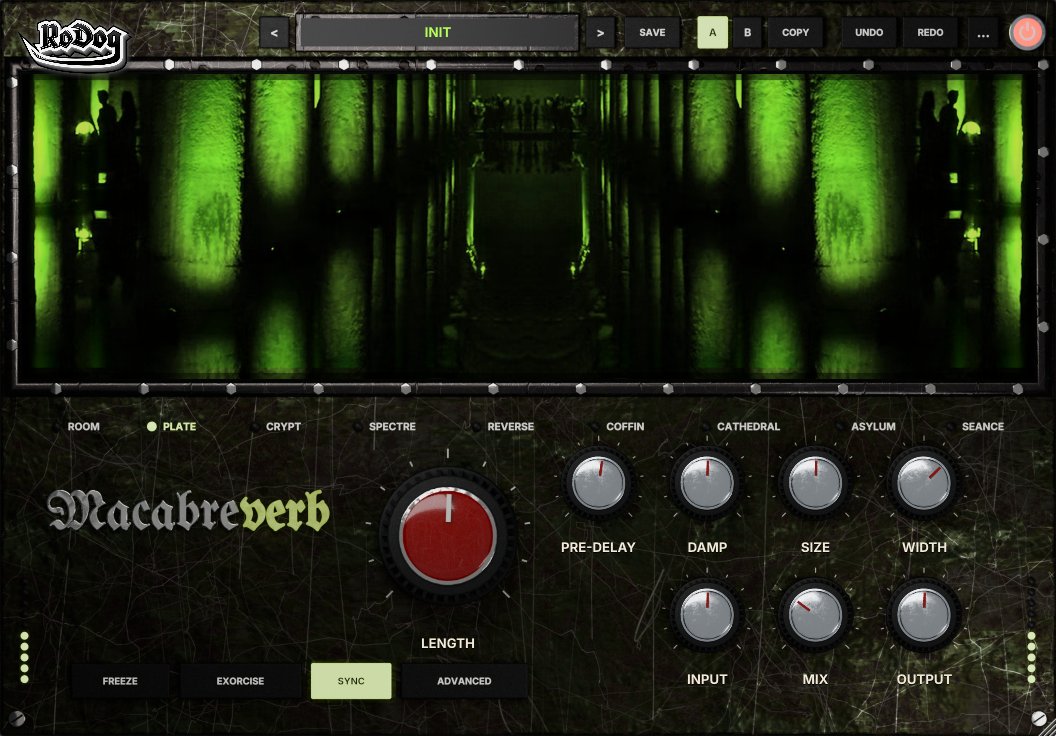 RoDog
< INIT > SAVE A B COPY UNDO REDO ...
ROOM PLATE CRYPT SPECTRE REVERSE COFFIN CATHEDRAL ASYLUM SEANCE
Macabreverb
PRE-DELAY DAMP SIZE WIDTH
LENGTH
INPUT MIX OUTPUT
FREEZE EXORCISE SYNC ADVANCED